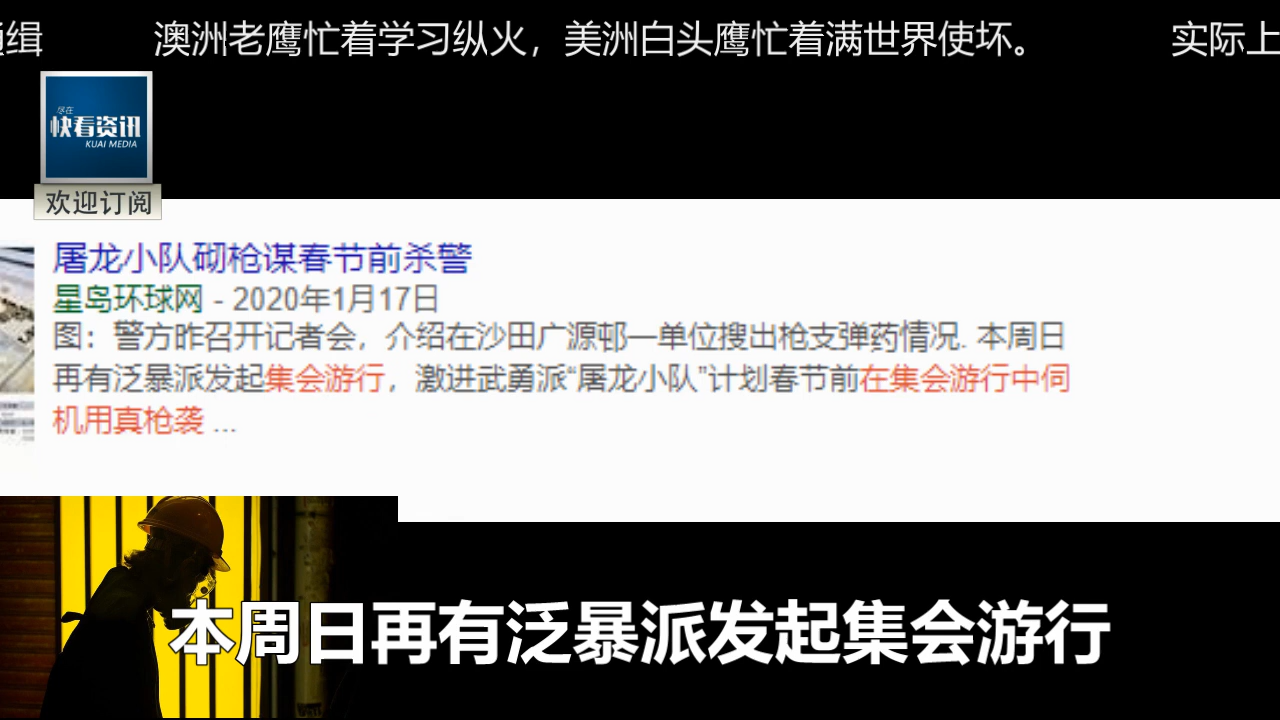 缉 澳洲老鹰忙着学习纵火，美洲白头鹰忙着满世界使坏。 实际上
尽在
快看资讯
KUAI MEDIA
欢迎订阅
屠龙小队砌枪谋春节前杀警
星岛环球网 - 2020年1月17日
图：警方昨召开记者会，介绍在沙田广源邨一单位搜出枪支弹药情况. 本周日
再有泛暴派发起集会游行，激进武勇派“屠龙小队”计划春节前在集会游行中伺
机用真枪袭 ...
本周日再有泛暴派发起集会游行